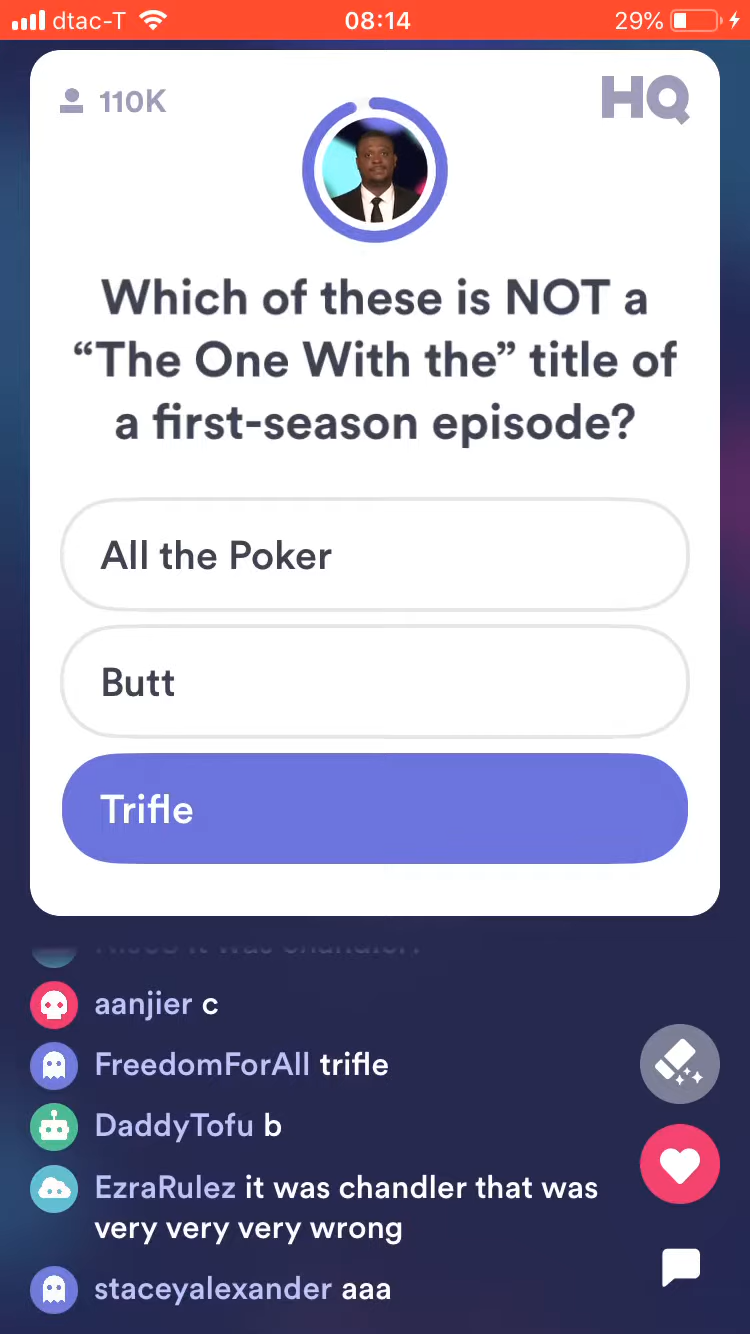 dtac-T 08:14 29%
110K HQ
Which of these is NOT a
“The One With the” title of
a first-season episode?
All the Poker
Butt
Trifle
aanjier c
FreedomForAll trifle
DaddyTofu b
EzraRulez it was chandler that was
very very very wrong
staceyalexander aaa